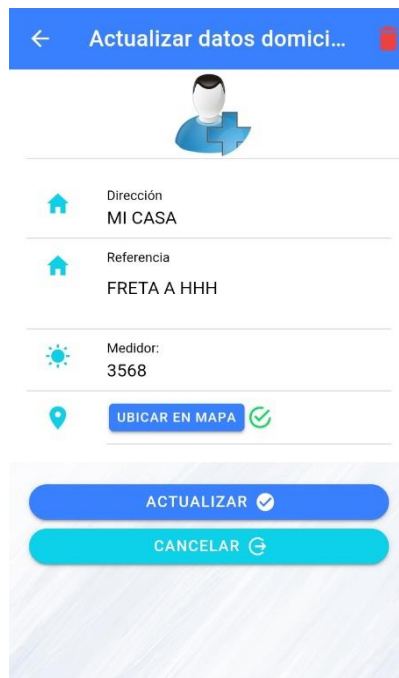 Actualizar datos domici...
Dirección
MI CASA
Referencia
FRETA A HHH
Medidor:
3568
UBICAR EN MAPA
ACTUALIZAR
CANCELAR